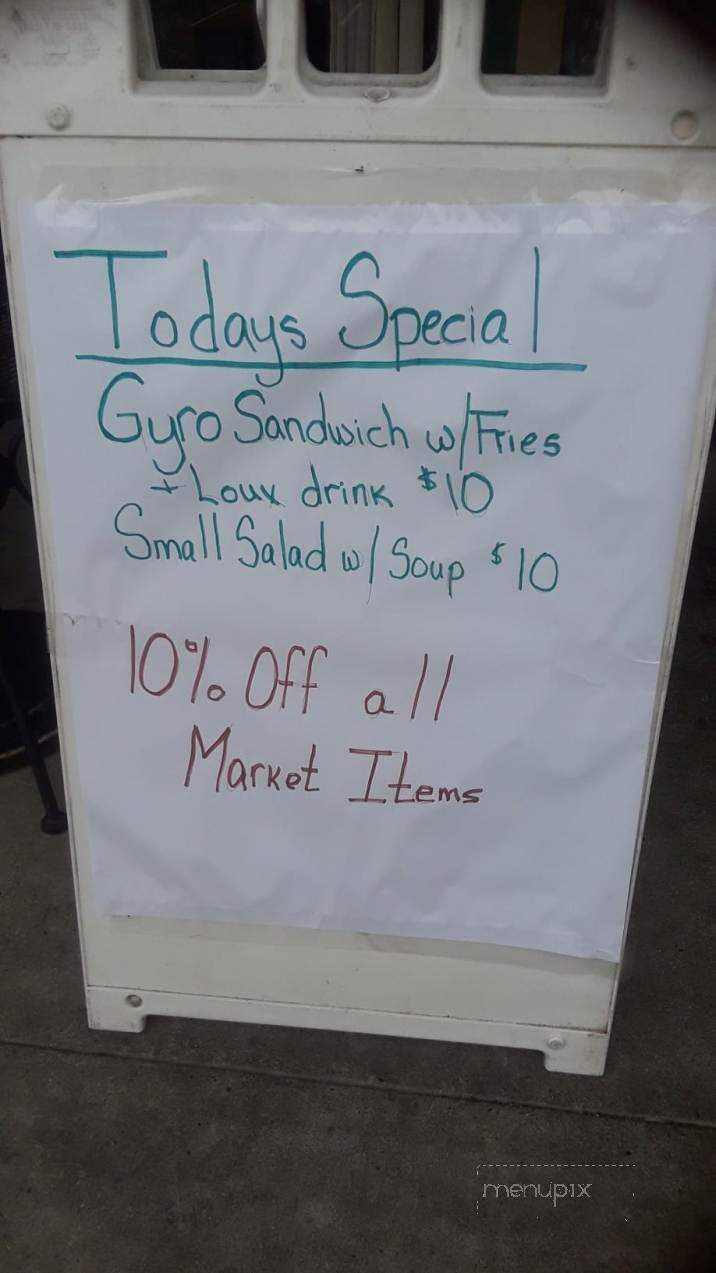 Todays Special
Gyro Sandwich w/Fries
+ Loux drink $10
Small Salad w/ Soup $10
10% Off all
Market Items
menupix